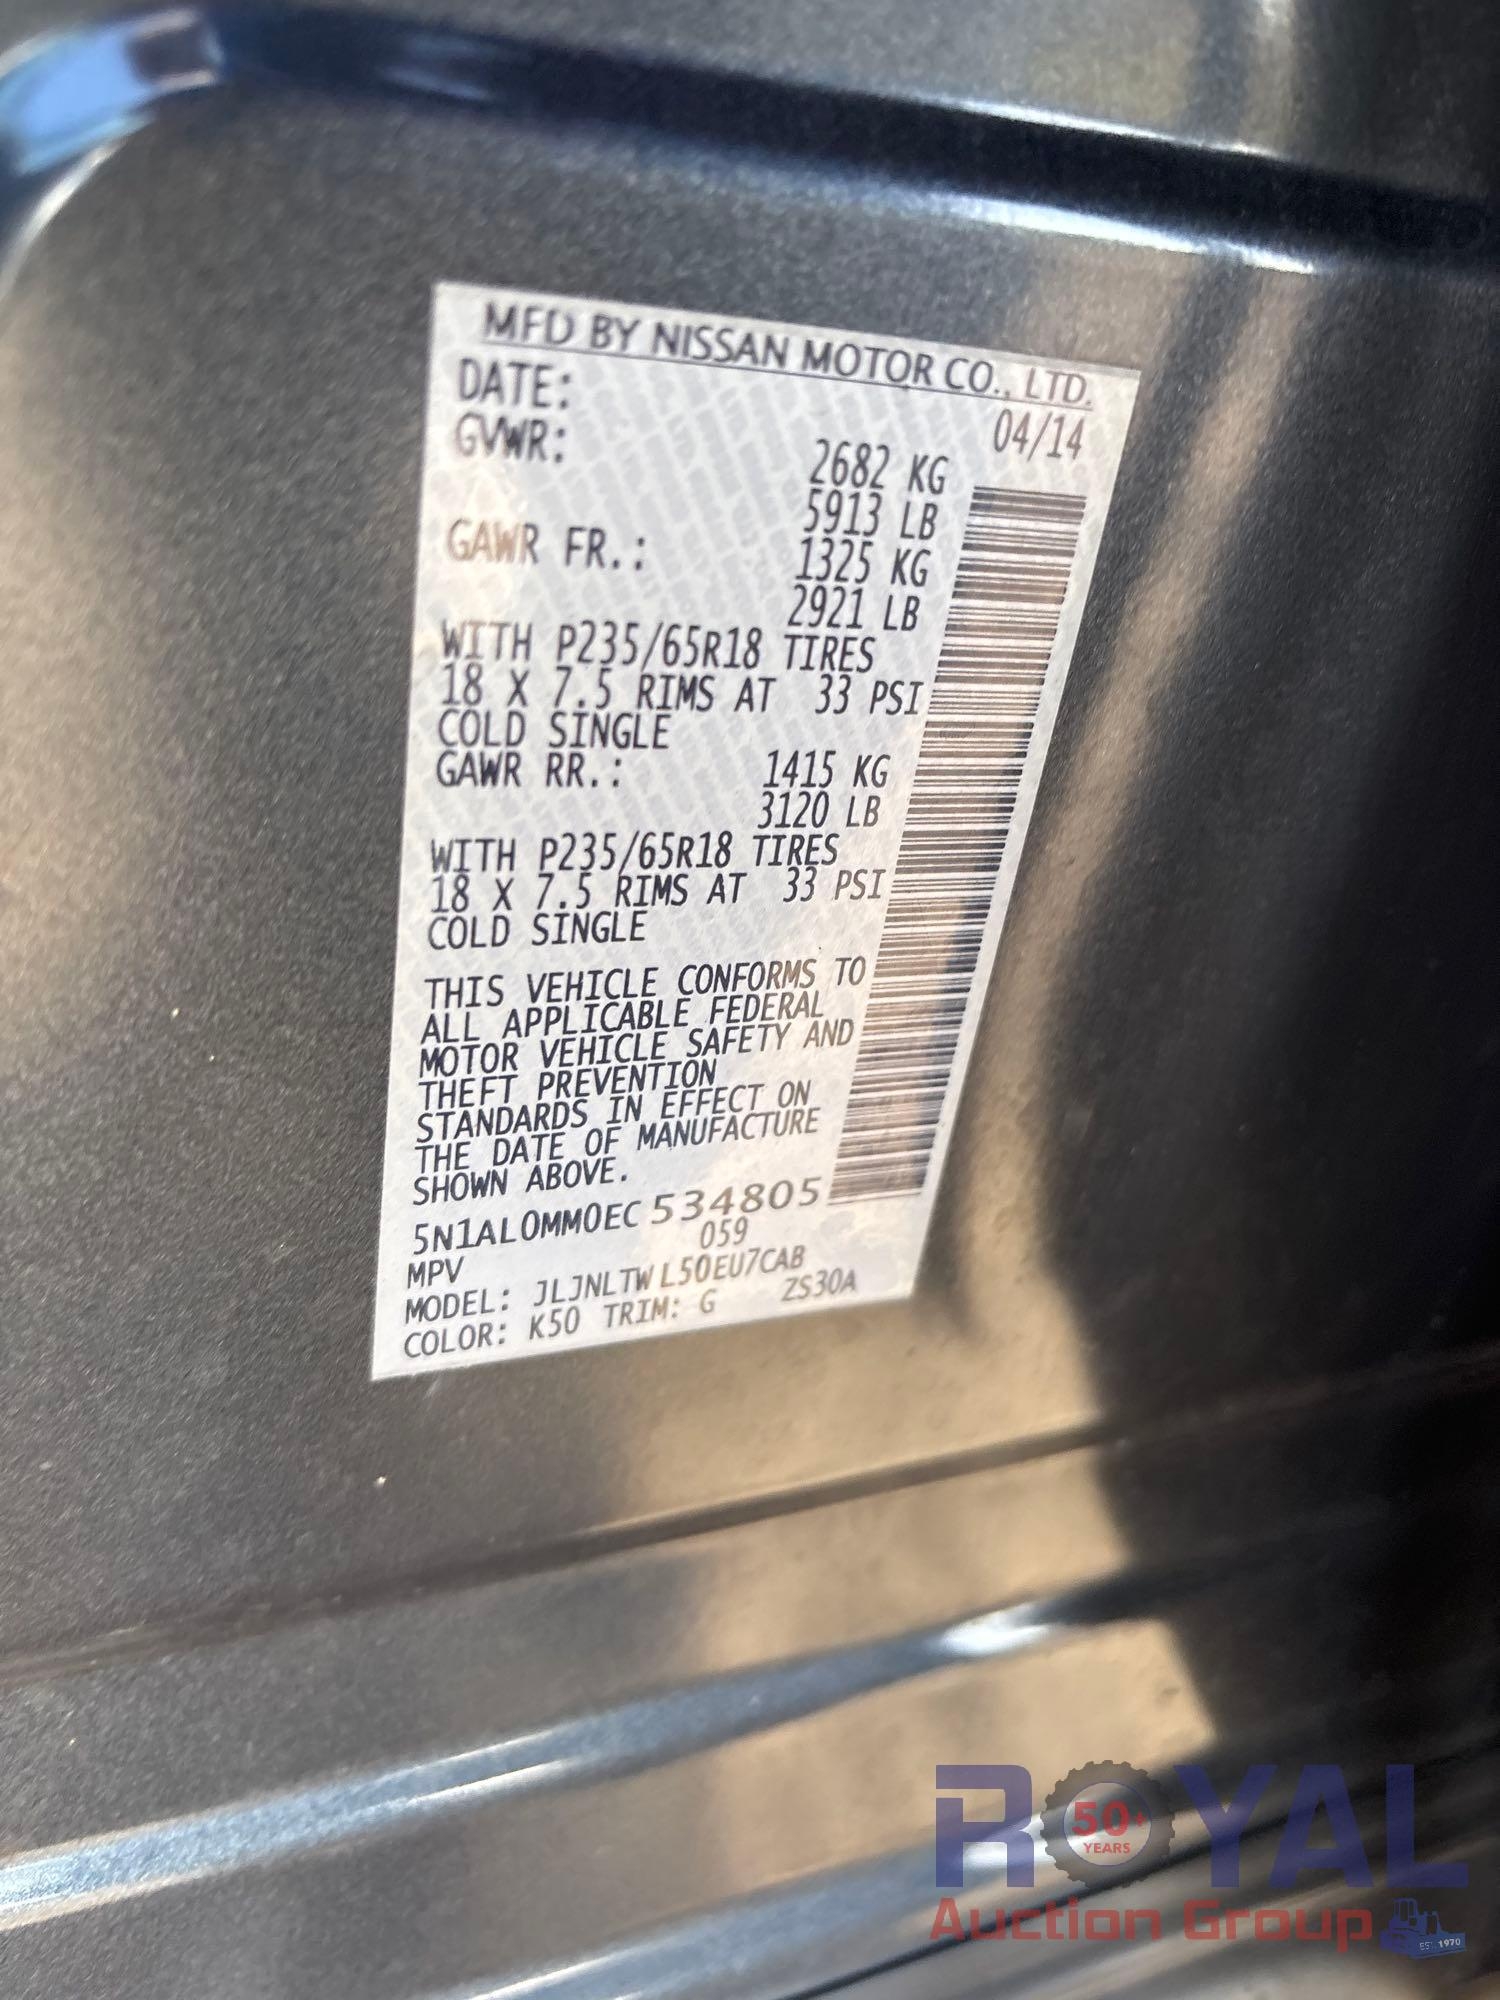 MFD BY NISSAN MOTOR CO., LTD.
DATE: 04/14
GVWR: 2682 KG
5913 LB
GAWR FR.: 1325 KG
2921 LB
WITH P235/65R18 TIRES
18 X 7.5 RIMS AT 33 PSI
COLD SINGLE
GAWR RR.: 1415 KG
3120 LB
WITH P235/65R18 TIRES
18 X 7.5 RIMS AT 33 PSI
COLD SINGLE
THIS VEHICLE CONFORMS TO
ALL APPLICABLE FEDERAL
MOTOR VEHICLE SAFETY AND
THEFT PREVENTION
STANDARDS IN EFFECT ON
THE DATE OF MANUFACTURE
SHOWN ABOVE.
5N1AL0MM0EC534805
MPV 059
MODEL: JLJNLTWL50EU7CAB
COLOR: K50 TRIM: G ZS30A
ROYAL
50+
YEARS
Auction Group
EST. 1970